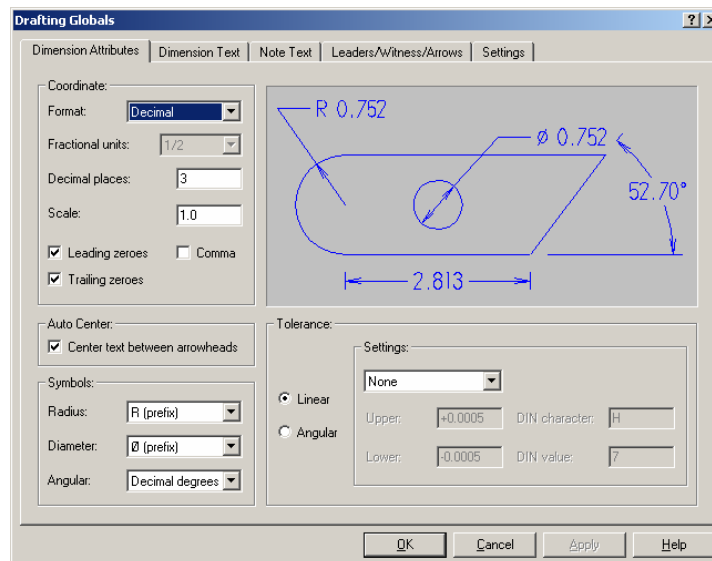 Drafting Globals
Dimension Attributes Dimension Text Note Text Leaders/Witness/Arrows Settings
Coordinate:
Format: Decimal
Fractional units: 1/2
Decimal places: 3
Scale: 1.0
Leading zeroes Comma
Trailing zeroes
R 0.752
Ø 0.752
52.70°
2.813
Auto Center:
Center text between arrowheads
Symbols:
Radius: R (prefix)
Diameter: Ø (prefix)
Angular: Decimal degrees
Tolerance:
Linear
Angular
Settings:
None
Upper: +0.0005 DIN character: H
Lower: -0.0005 DIN value: 7
OK Cancel Apply Help